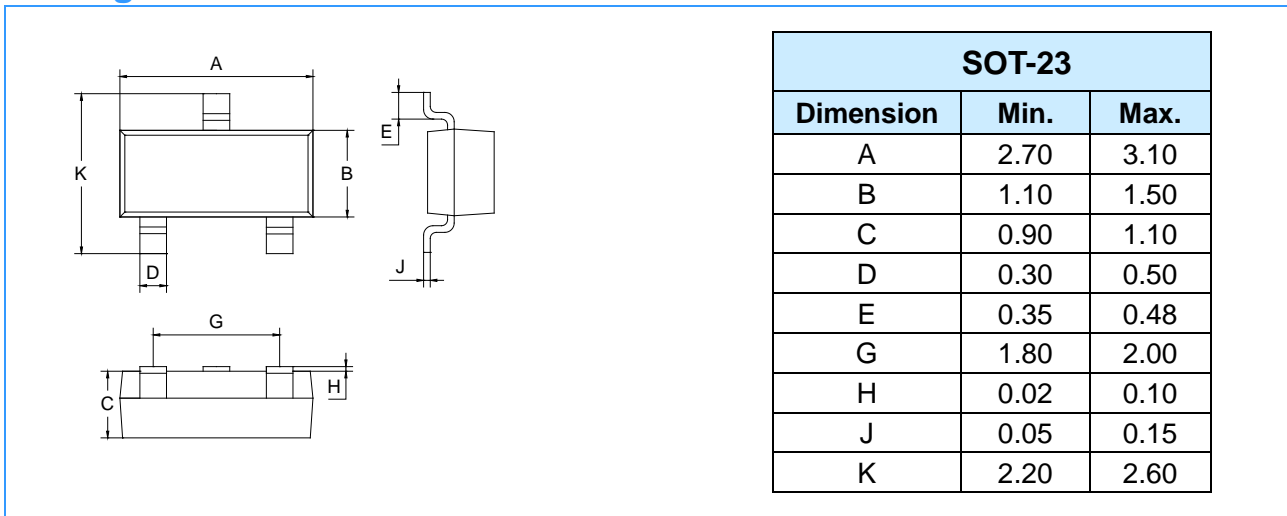 A
K
B
D
E
J
G
C
H
SOT-23
Dimension Min. Max.
A 2.70 3.10
B 1.10 1.50
C 0.90 1.10
D 0.30 0.50
E 0.35 0.48
G 1.80 2.00
H 0.02 0.10
J 0.05 0.15
K 2.20 2.60